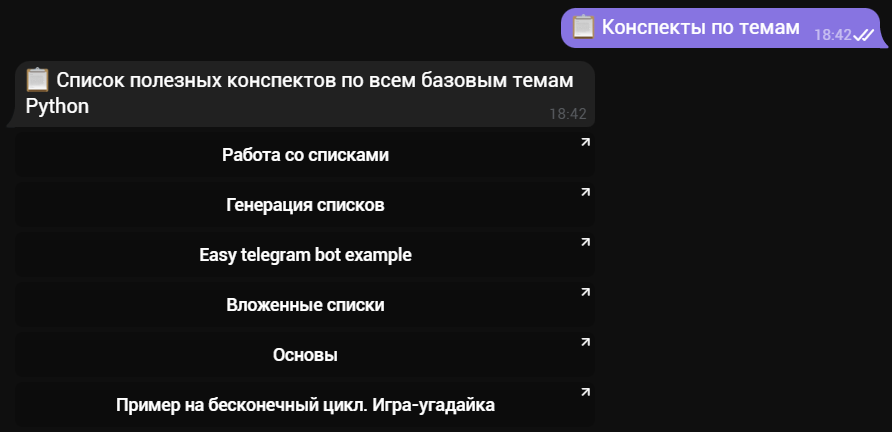 📋 Конспекты по темам 18:42
📋 Список полезных конспектов по всем базовым темам
Python
18:42
Работа со списками
Генерация списков
Easy telegram bot example
Вложенные списки
Основы
Пример на бесконечный цикл. Игра-угадайка